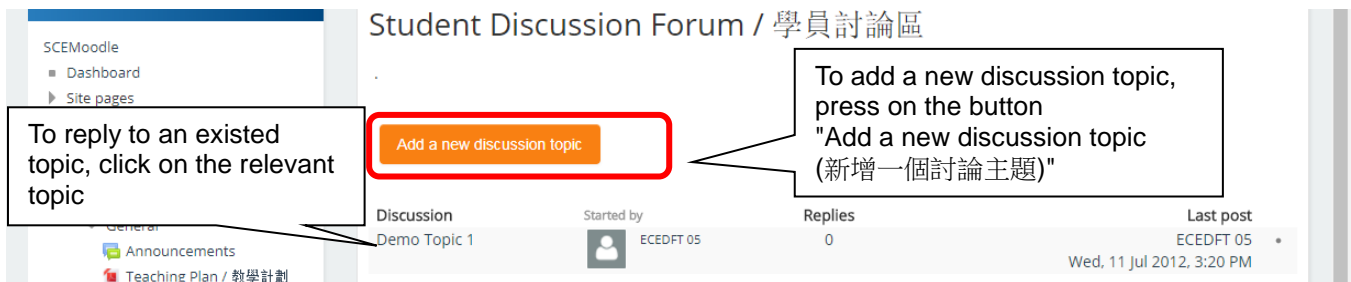 SCEMoodle
Dashboard
Site pages
To reply to an existed
topic, click on the relevant
topic
General
Announcements
Teaching Plan / 教學計劃
Student Discussion Forum / 學員討論區
.
Add a new discussion topic
To add a new discussion topic,
press on the button
"Add a new discussion topic
(新增一個討論主題)"
Discussion Started by Replies Last post
Demo Topic 1 ECEDFT 05 0 ECEDFT 05
Wed, 11 Jul 2012, 3:20 PM